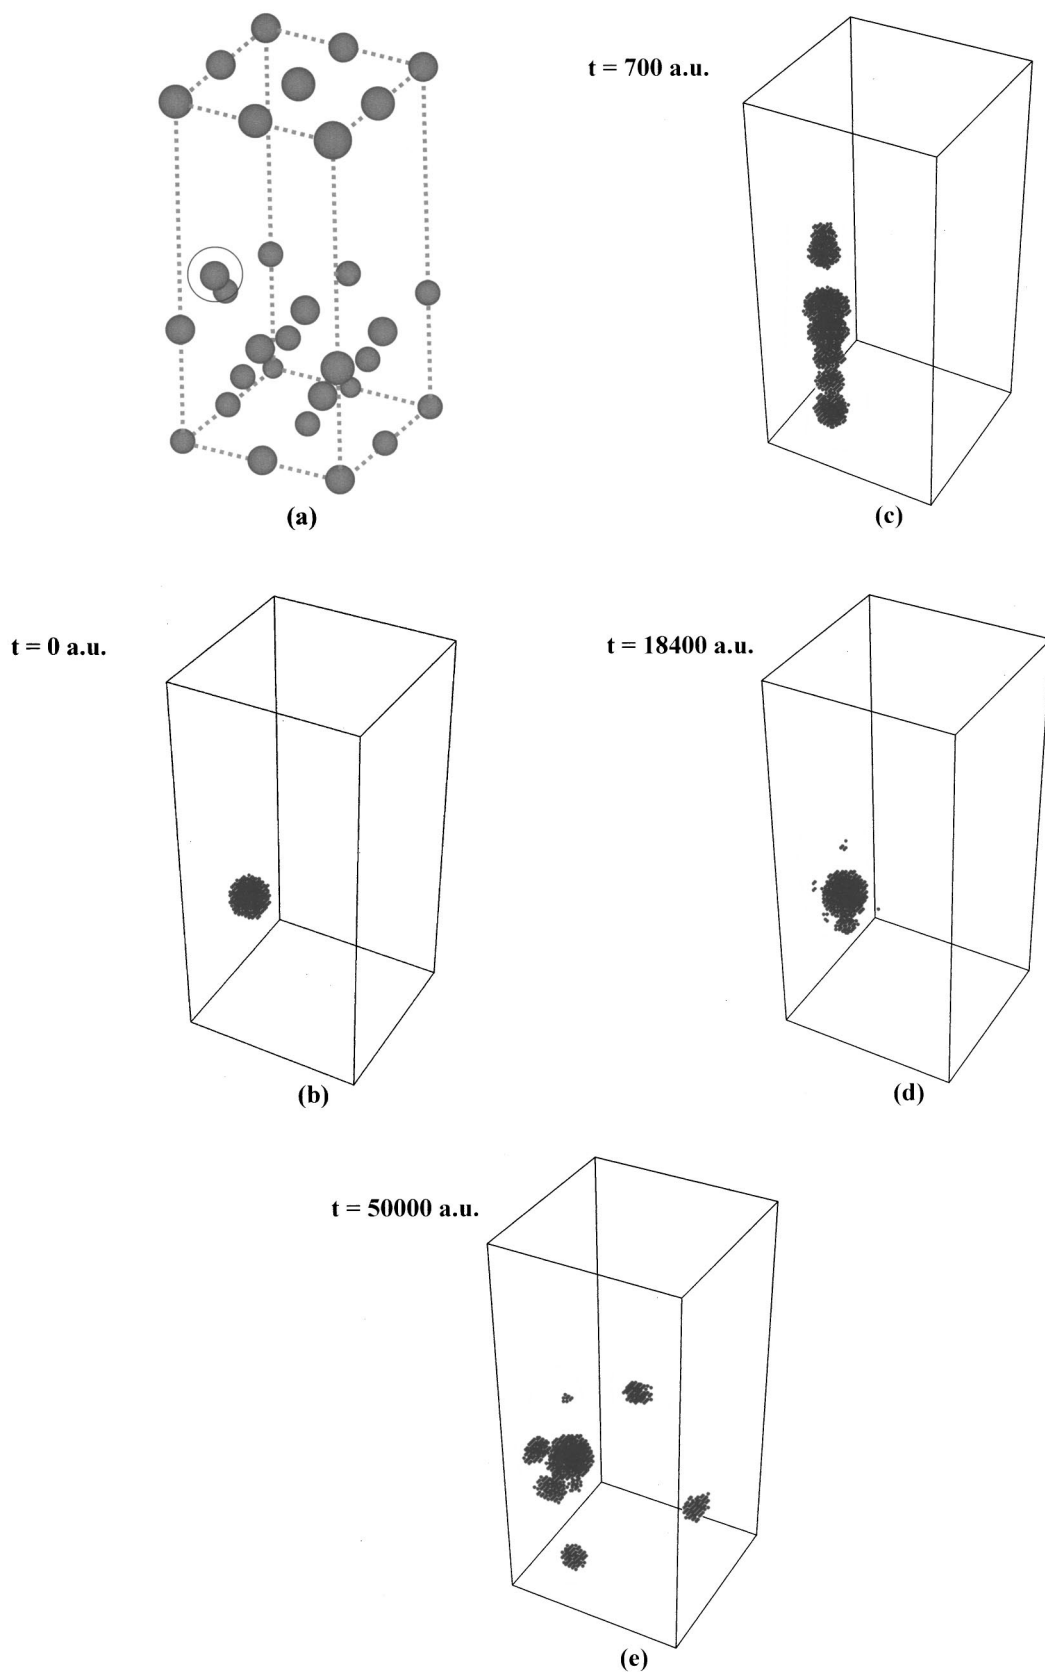 t = 700 a.u.
(a)
(c)
t = 0 a.u.
t = 18400 a.u.
(b)
(d)
t = 50000 a.u.
(e)